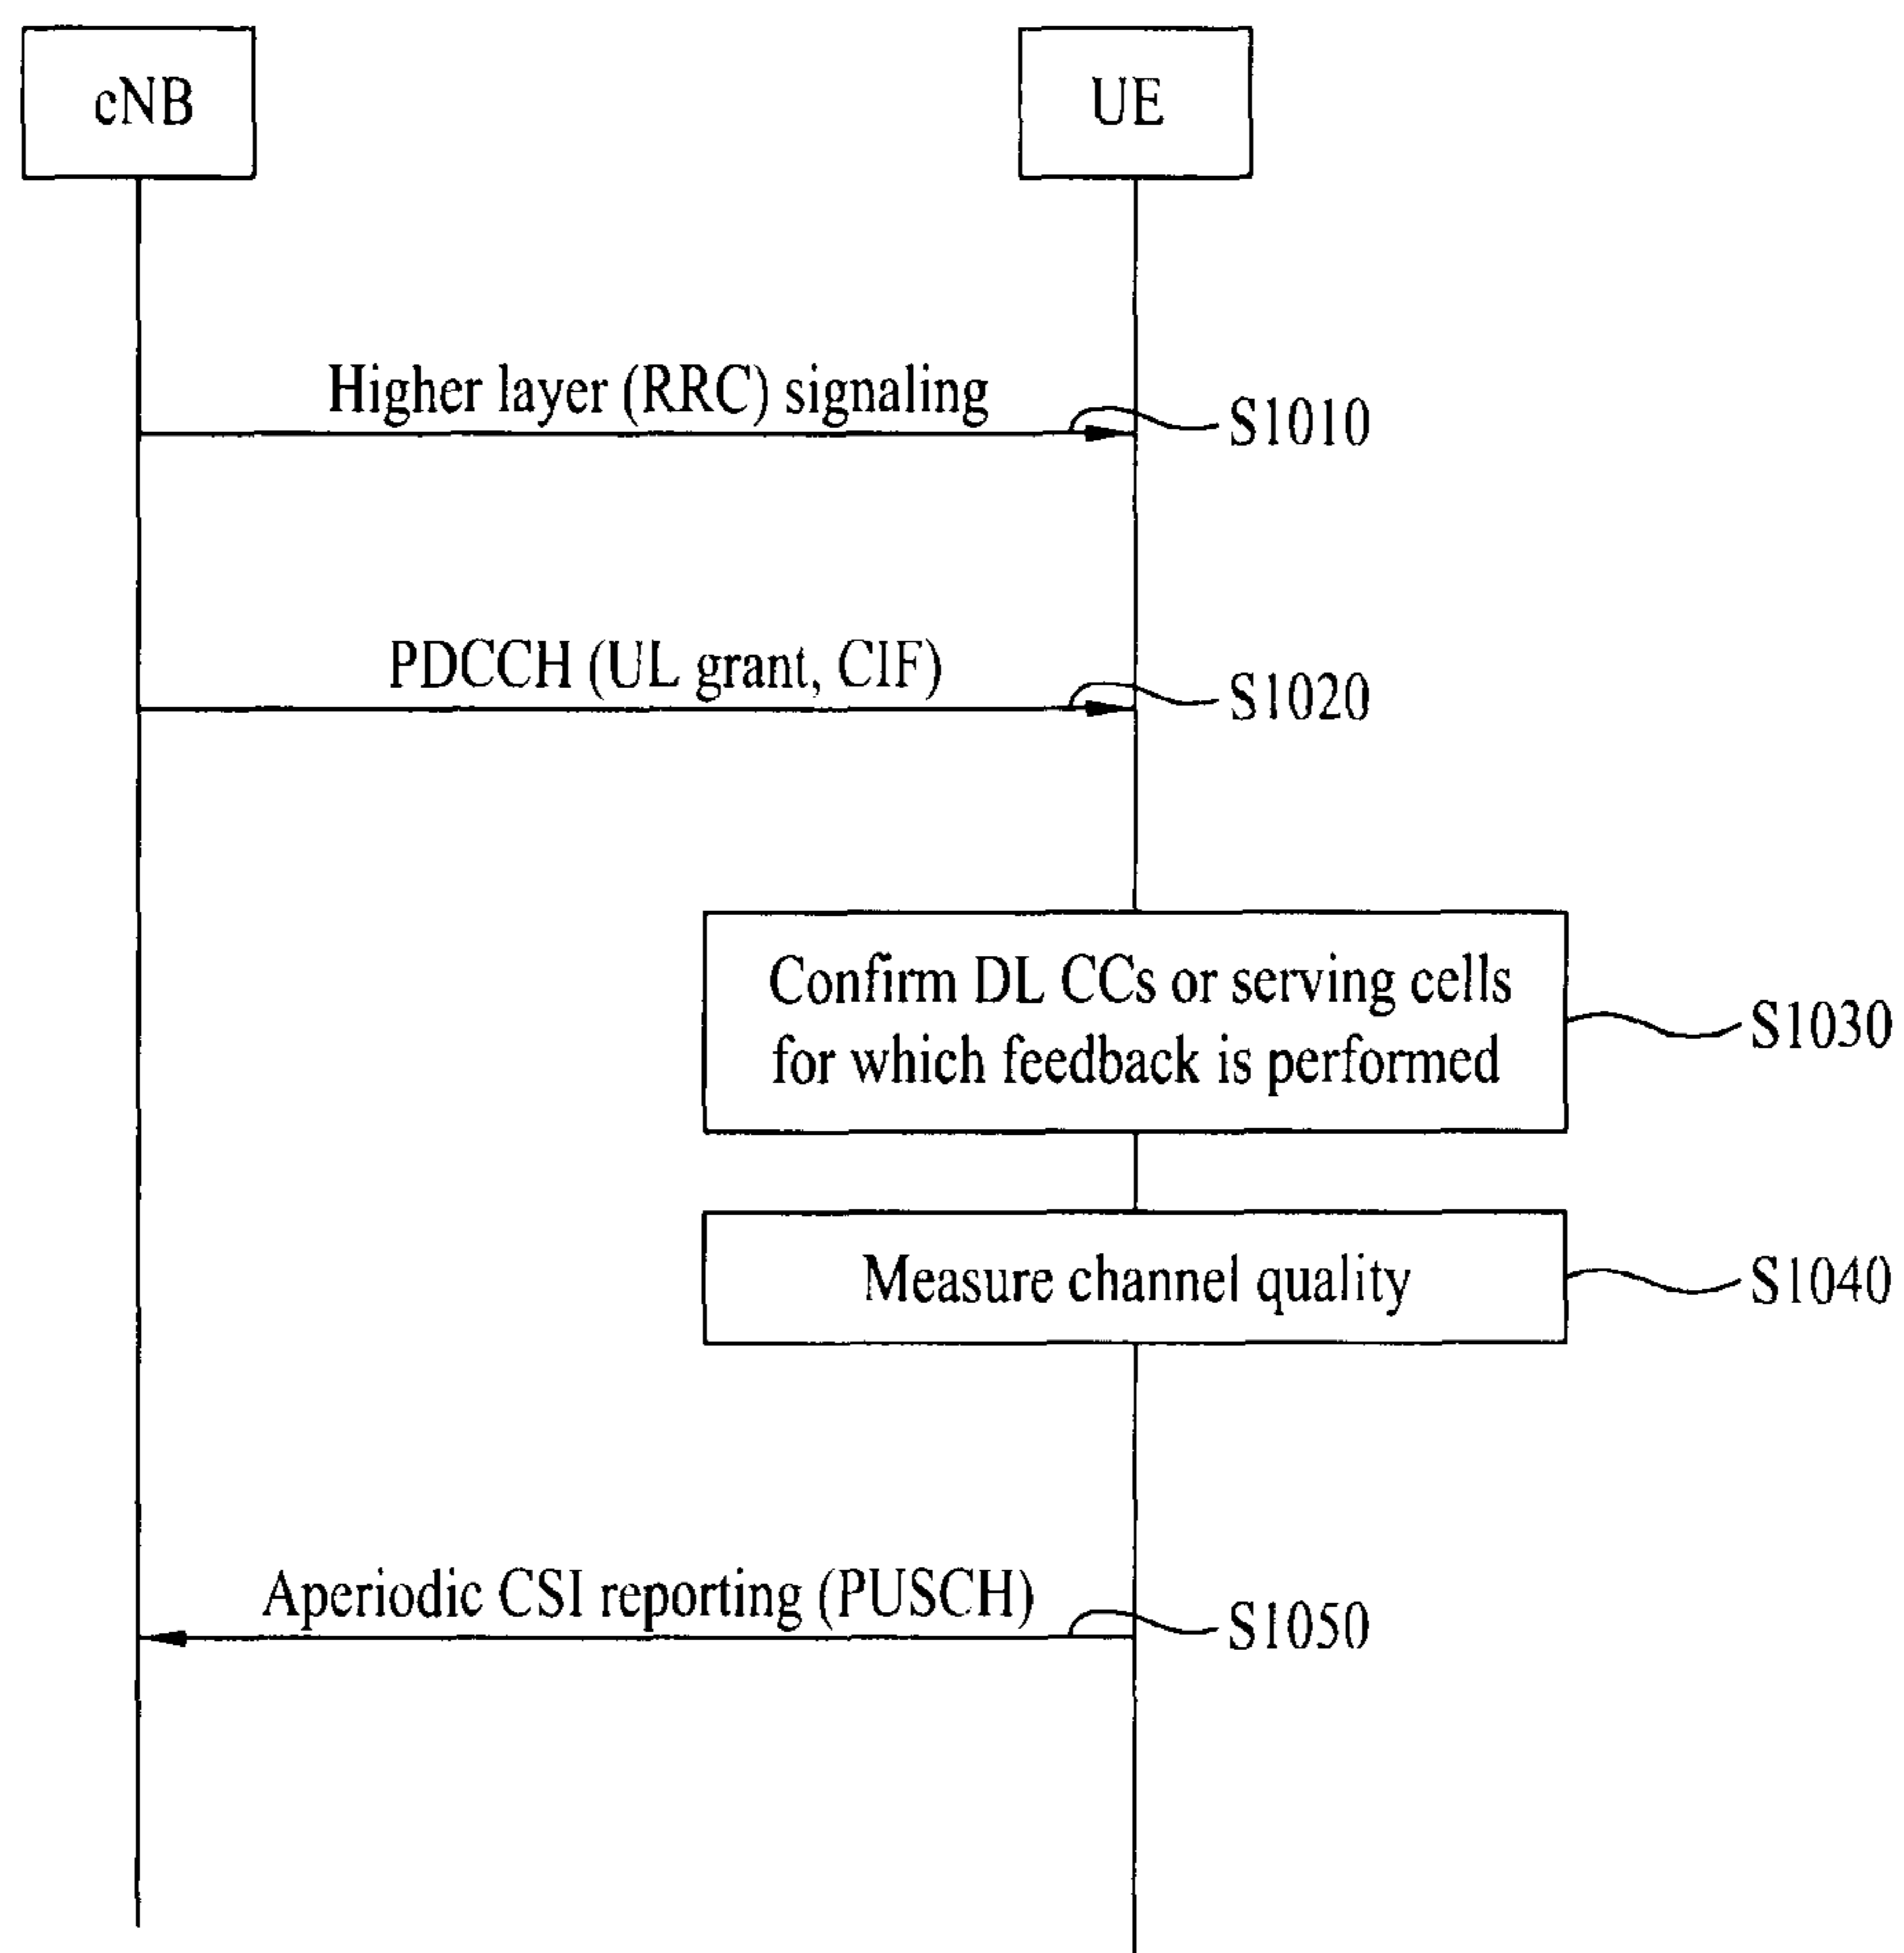 cNB
UE
Higher layer (RRC) signaling
S1010
PDCCH (UL grant, CIF)
S1020
Confirm DL CCs or serving cells
for which feedback is performed
S1030
Measure channel quality
S1040
Aperiodic CSI reporting (PUSCH)
S1050